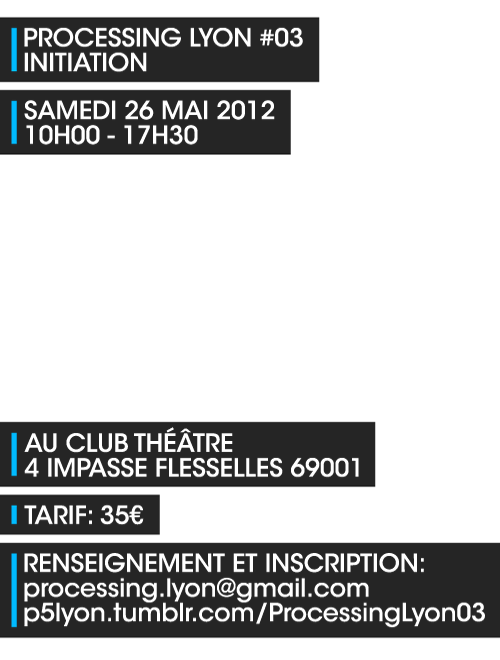 PROCESSING LYON #03
INITIATION
SAMEDI 26 MAI 2012
10H00 - 17H30
AU CLUB THÉÂTRE
4 IMPASSE FLESSELLES 69001
TARIF: 35€
RENSEIGNEMENT ET INSCRIPTION:
processing.lyon@gmail.com
p5lyon.tumblr.com/ProcessingLyon03